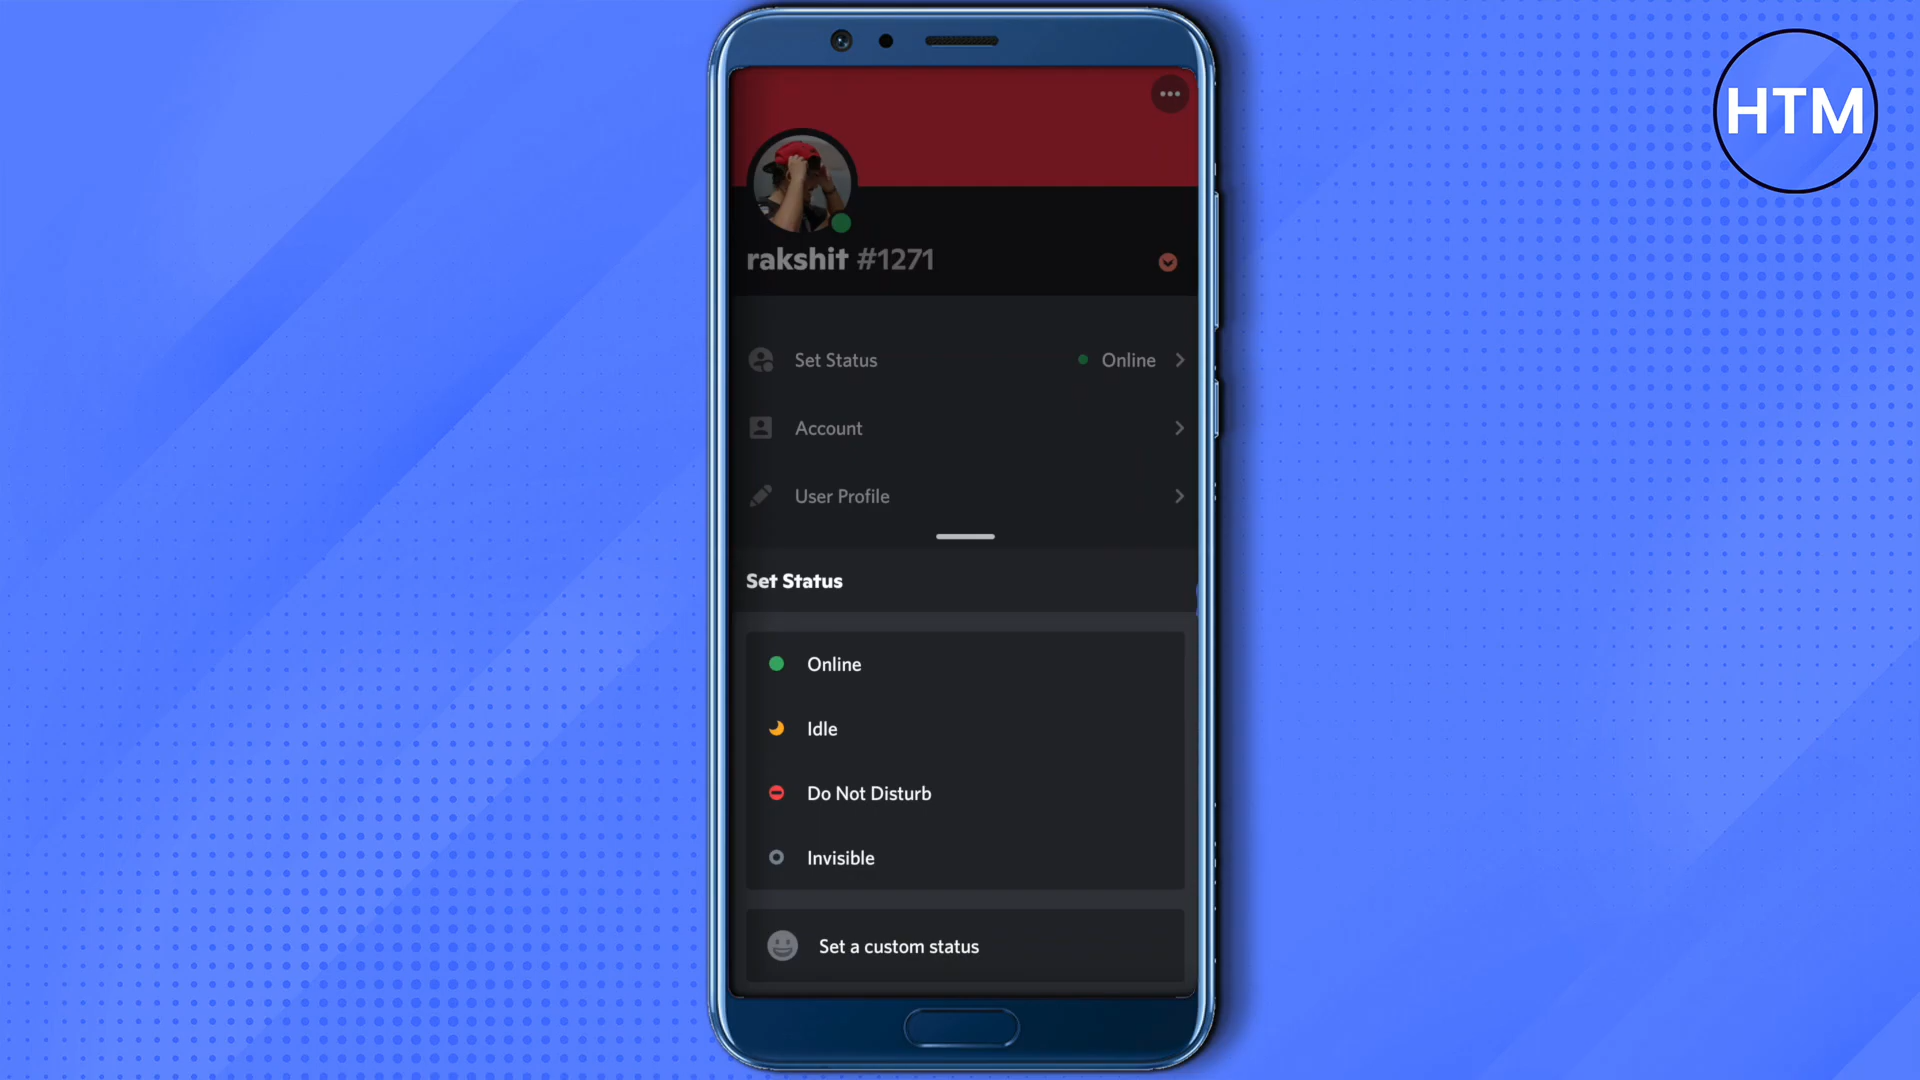 HTM
rakshit #1271
Set Status Online
Account
User Profile
Set Status
Online
Idle
Do Not Disturb
Invisible
Set a custom status